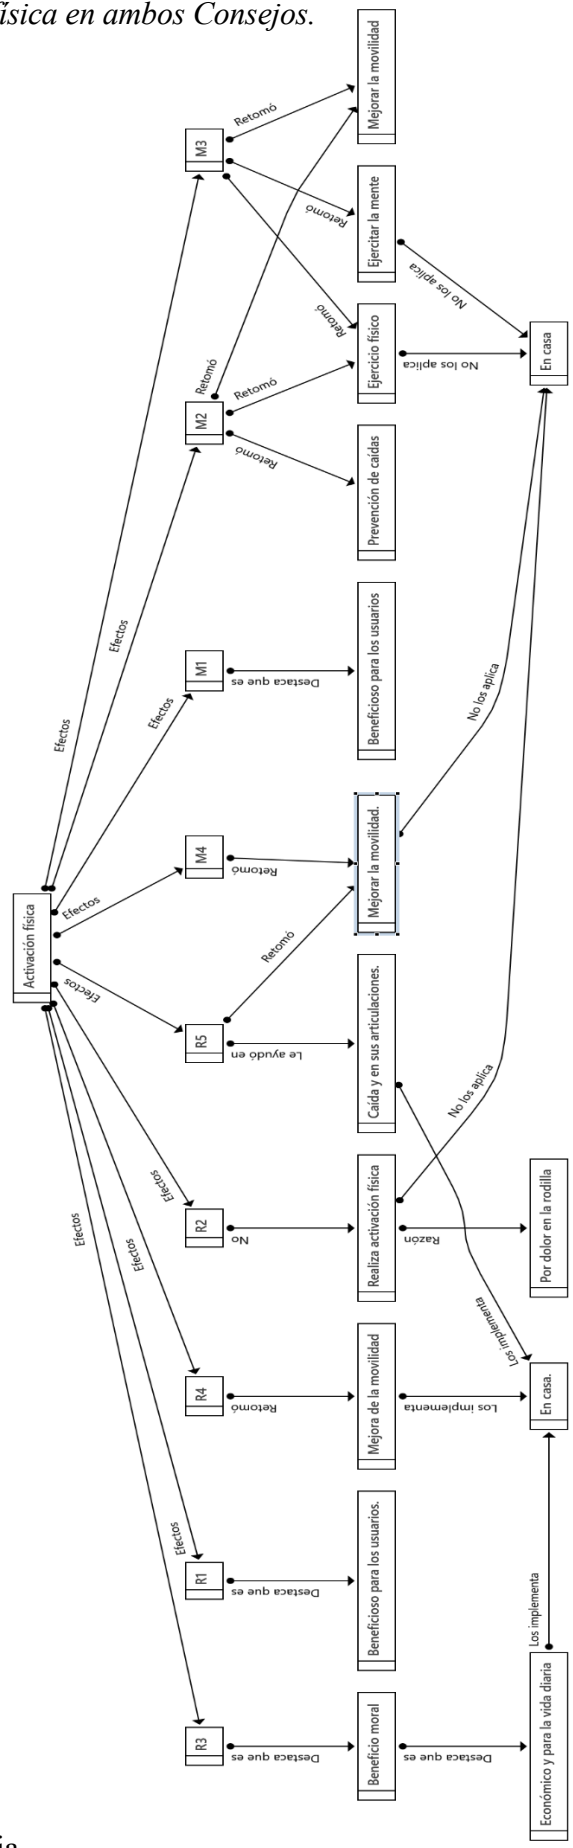 física en ambos Consejos.
Activación física
Efectos
Efectos
Efectos
Efectos
Efectos
Efectos
Efectos
Efectos
Efectos
R3
R1
R4
R2
R5
M4
M1
M2
M3
Destaca que es
Destaca que es
Retomó
No
Le ayudó en
Retomó
Retomó
Destaca que es
Retomó
Retomó
Retomó
Retomó
Retomó
Retomó
Beneficio moral
Beneficioso para los usuarios.
Mejora de la movilidad
Realiza activación física
Caída y en sus articulaciones.
Mejorar la movilidad.
Beneficioso para los usuarios
Prevención de caídas
Ejercicio físico
Ejercitar la mente
Mejorar la movilidad
Destaca que es
Los implementa
Los implementa
Los implementa
Razón
No los aplica
No los aplica
No los aplica
No los aplica
Económico y para la vida diaria
En casa.
Por dolor en la rodilla
En casa